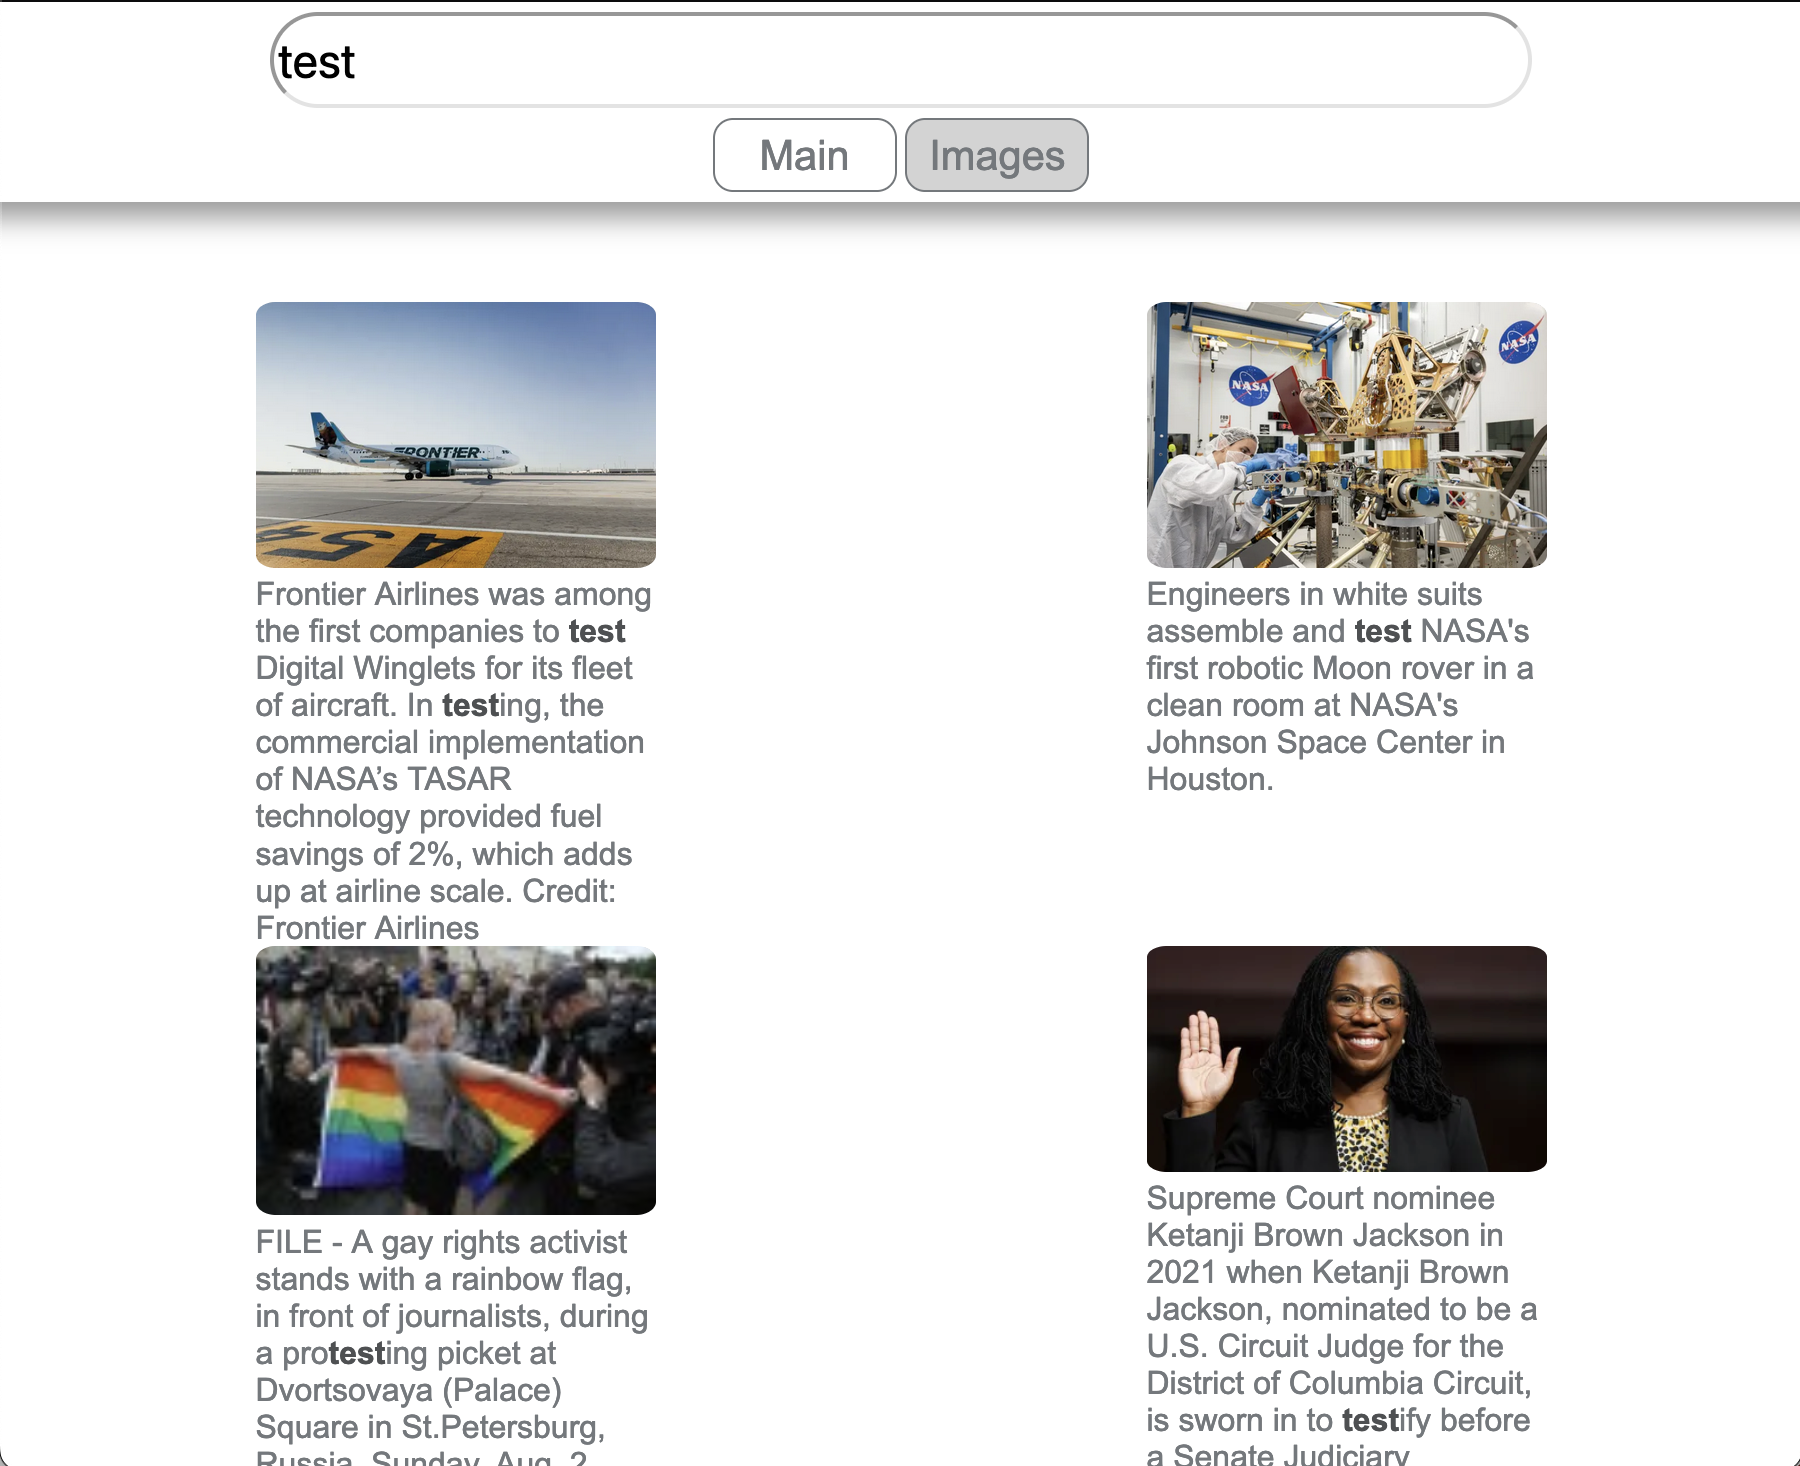 test
Main
Images
FRONTIER
A54
Frontier Airlines was among
the first companies to test
Digital Winglets for its fleet
of aircraft. In testing, the
commercial implementation
of NASA’s TASAR
technology provided fuel
savings of 2%, which adds
up at airline scale. Credit:
Frontier Airlines
NASA
NASA
Engineers in white suits
assemble and test NASA's
first robotic Moon rover in a
clean room at NASA's
Johnson Space Center in
Houston.
FILE - A gay rights activist
stands with a rainbow flag,
in front of journalists, during
a protesting picket at
Dvortsovaya (Palace)
Square in St.Petersburg,
Russia, Sunday, Aug. 2,
Supreme Court nominee
Ketanji Brown Jackson in
2021 when Ketanji Brown
Jackson, nominated to be a
U.S. Circuit Judge for the
District of Columbia Circuit,
is sworn in to testify before
a Senate Judiciary